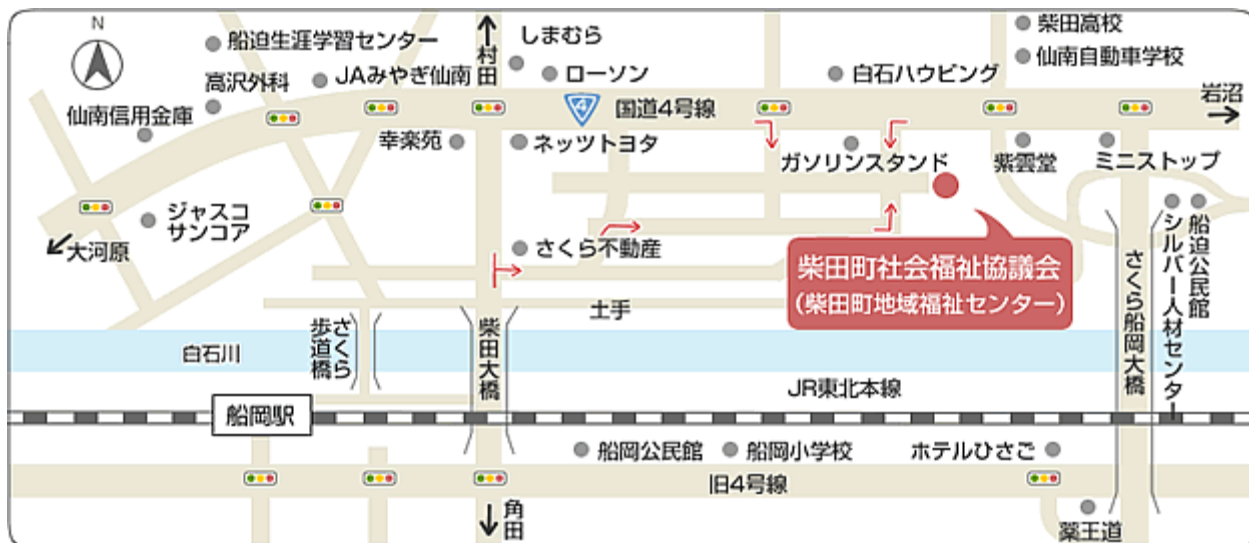 N
船迫生涯学習センター
村田
しまむら
柴田高校
仙南自動車学校
高沢外科
JAみやぎ仙南
ローソン
白石ハウビング
仙南信用金庫
4
国道4号線
岩沼
幸楽苑
ネッツトヨタ
ガソリンスタンド
紫雲堂
ミニストップ
ジャスコ
サンコア
大河原
さくら不動産
柴田町社会福祉協議会
(柴田町地域福祉センター)
さくら船岡大橋
シルバー人材センター
船迫公民館
土手
白石川
さくら
歩道橋
柴田大橋
JR東北本線
船岡駅
船岡公民館
船岡小学校
ホテルひさご
旧4号線
角田
薬王道